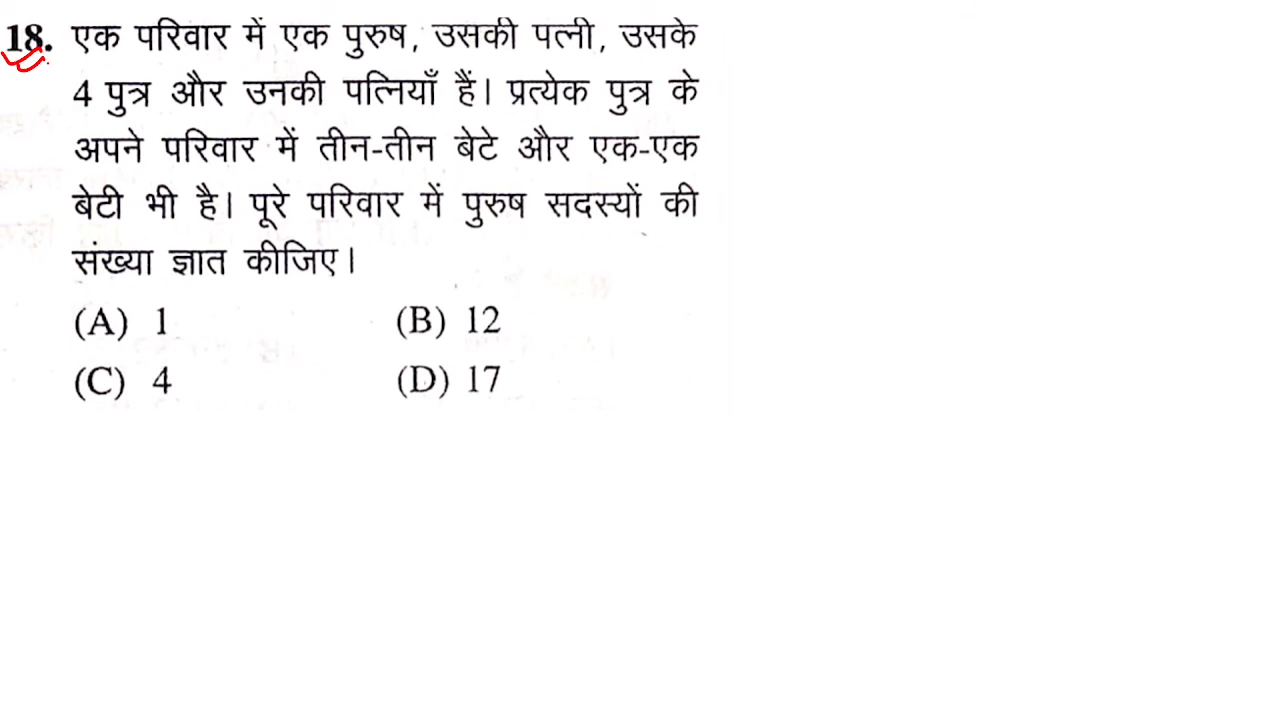 18. एक परिवार में एक पुरुष, उसकी पत्नी, उसके
4 पुत्र और उनकी पत्नियाँ हैं। प्रत्येक पुत्र के
अपने परिवार में तीन-तीन बेटे और एक-एक
बेटी भी है। पूरे परिवार में पुरुष सदस्यों की
संख्या ज्ञात कीजिए।
(A) 1 (B) 12
(C) 4 (D) 17